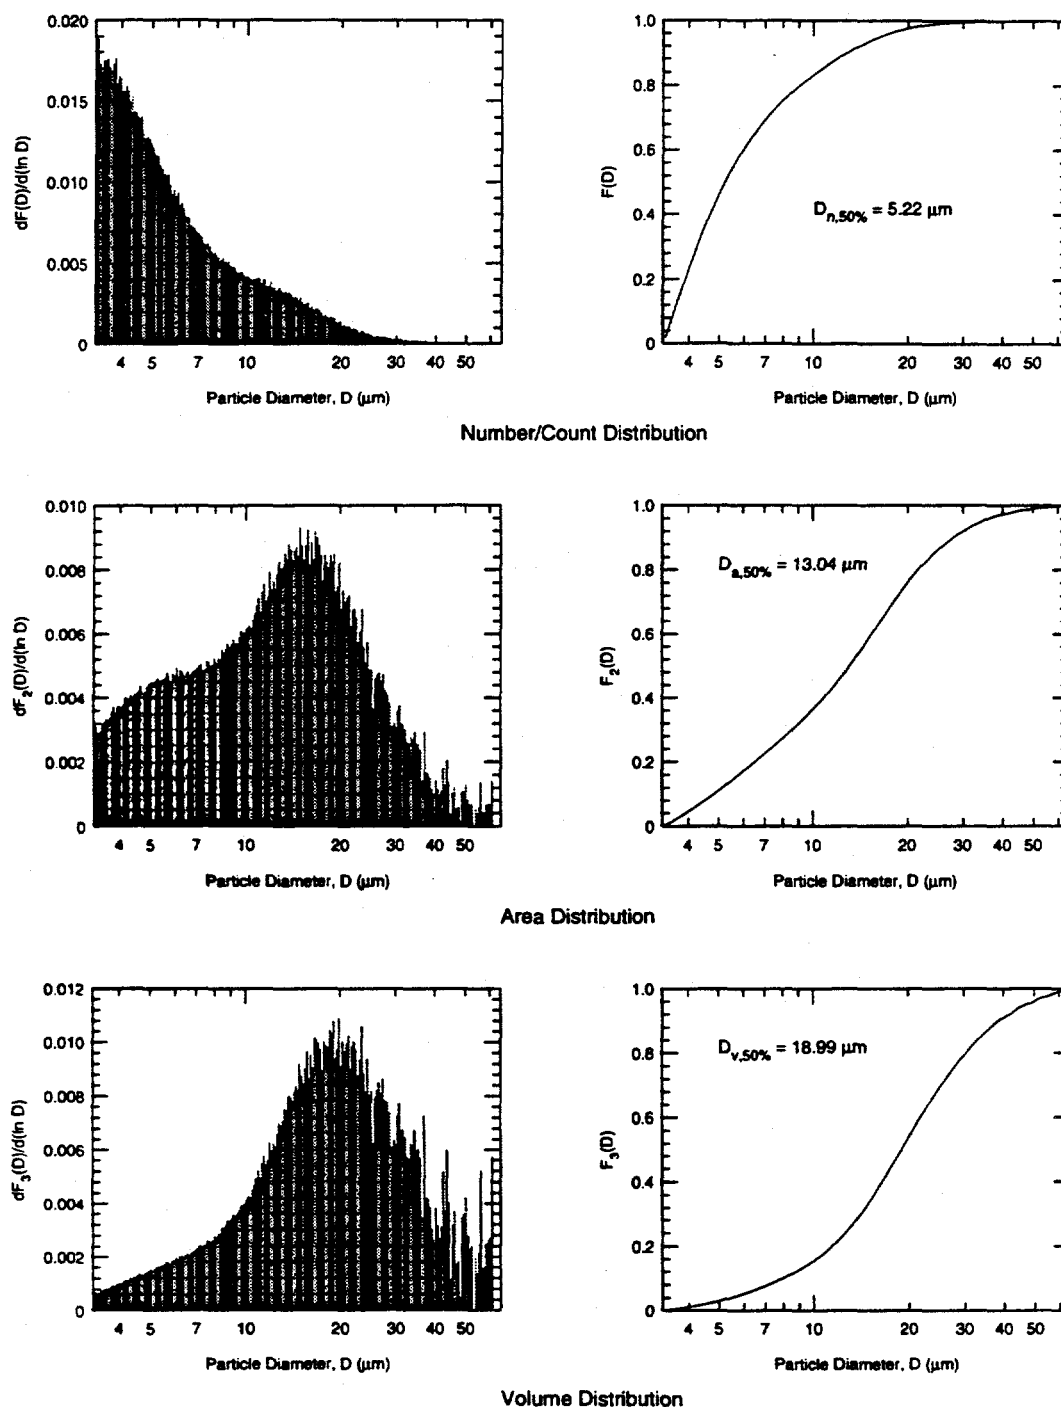 0.020
0.015
0.010
0.005
0
dF(D)/d(ln D)
4 5 7 10 20 30 40 50
Particle Diameter, D (µm)
1.0
0.8
0.6
0.4
0.2
0
F(D)
Dn,50% = 5.22 µm
4 5 7 10 20 30 40 50
Particle Diameter, D (µm)
Number/Count Distribution
0.010
0.008
0.006
0.004
0.002
0
dF2(D)/d(ln D)
4 5 7 10 20 30 40 50
Particle Diameter, D (µm)
1.0
0.8
0.6
0.4
0.2
0
F2(D)
Da,50% = 13.04 µm
4 5 7 10 20 30 40 50
Particle Diameter, D (µm)
Area Distribution
0.012
0.010
0.008
0.006
0.004
0.002
0
dF3(D)/d(ln D)
4 5 7 10 20 30 40 50
Particle Diameter, D (µm)
1.0
0.8
0.6
0.4
0.2
0
F3(D)
Dv,50% = 18.99 µm
4 5 7 10 20 30 40 50
Particle Diameter, D (µm)
Volume Distribution